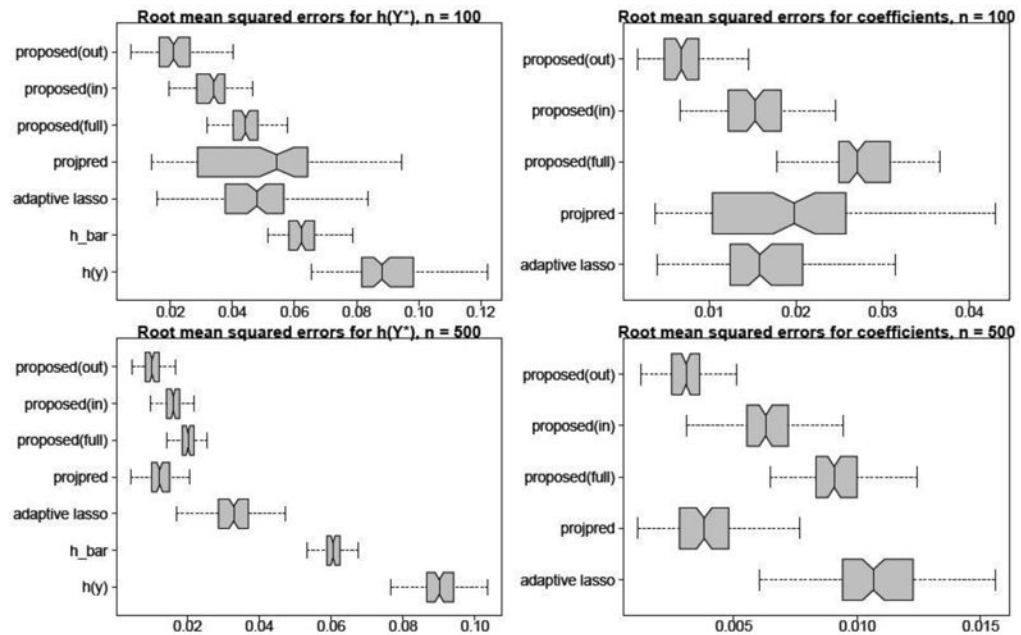 Root mean squared errors for h(Y*), n = 100
proposed(out)
proposed(in)
proposed(full)
projpred
adaptive lasso
h_bar
h(y)
0.02 0.04 0.06 0.08 0.10 0.12
Root mean squared errors for coefficients, n = 100
proposed(out)
proposed(in)
proposed(full)
projpred
adaptive lasso
0.01 0.02 0.03 0.04
Root mean squared errors for h(Y*), n = 500
proposed(out)
proposed(in)
proposed(full)
projpred
adaptive lasso
h_bar
h(y)
0.02 0.04 0.06 0.08 0.10
Root mean squared errors for coefficients, n = 500
proposed(out)
proposed(in)
proposed(full)
projpred
adaptive lasso
0.005 0.010 0.015